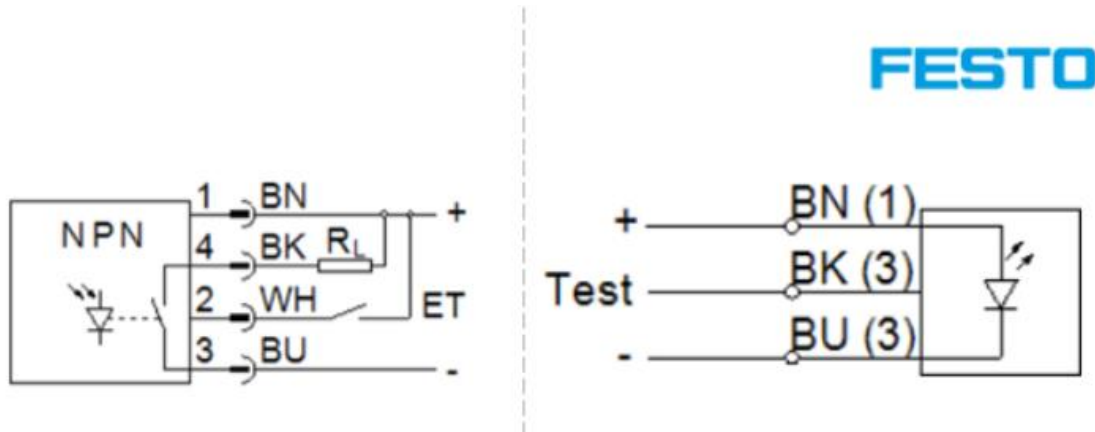 FESTO
1 BN +
NPN
4 BK RL
2 WH ET
3 BU -
+ BN (1)
Test BK (3)
- BU (3)